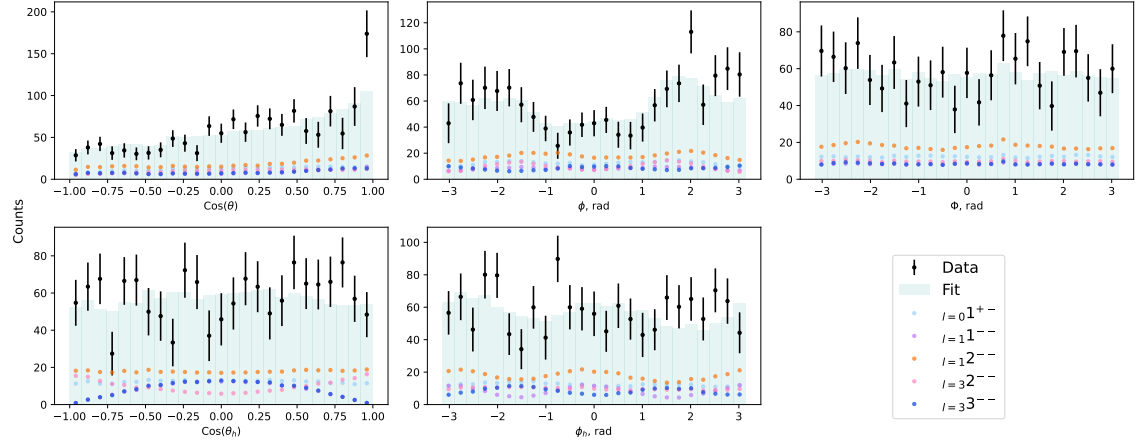 200
150
100
50
0
−1.00 −0.75 −0.50 −0.25 0.00 0.25 0.50 0.75 1.00
Cos(θ)
140
120
100
80
60
40
20
0
−3 −2 −1 0 1 2 3
ϕ, rad
80
60
40
20
0
−3 −2 −1 0 1 2 3
Φ, rad
Counts
80
60
40
20
0
−1.00 −0.75 −0.50 −0.25 0.00 0.25 0.50 0.75 1.00
Cos(θ_h)
100
80
60
40
20
0
−3 −2 −1 0 1 2 3
ϕ_h, rad
Data
Fit
l=0 1⁺⁻
l=1 1⁻⁻
l=1 2⁻⁻
l=3 2⁻⁻
l=3 3⁻⁻